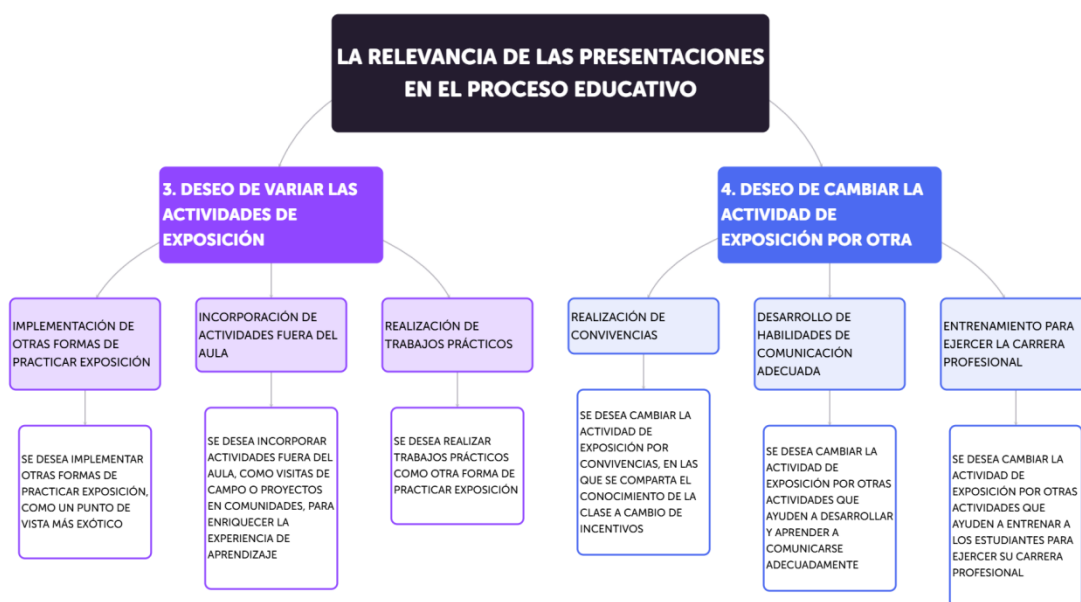 LA RELEVANCIA DE LAS PRESENTACIONES
EN EL PROCESO EDUCATIVO
3. DESEO DE VARIAR LAS
ACTIVIDADES DE
EXPOSICIÓN
4. DESEO DE CAMBIAR LA
ACTIVIDAD DE
EXPOSICIÓN POR OTRA
IMPLEMENTACIÓN DE
OTRAS FORMAS DE
PRACTICAR EXPOSICIÓN
INCORPORACIÓN DE
ACTIVIDADES FUERA DEL
AULA
REALIZACIÓN DE
TRABAJOS PRÁCTICOS
REALIZACIÓN DE
CONVIVENCIAS
DESARROLLO DE
HABILIDADES DE
COMUNICACIÓN
ADECUADA
ENTRENAMIENTO PARA
EJERCER LA CARRERA
PROFESIONAL
SE DESEA IMPLEMENTAR
OTRAS FORMAS DE
PRACTICAR EXPOSICIÓN,
COMO UN PUNTO DE
VISTA MÁS EXÓTICO
SE DESEA INCORPORAR
ACTIVIDADES FUERA DEL
AULA, COMO VISITAS DE
CAMPO O PROYECTOS
EN COMUNIDADES, PARA
ENRIQUECER LA
EXPERIENCIA DE
APRENDIZAJE
SE DESEA REALIZAR
TRABAJOS PRÁCTICOS
COMO OTRA FORMA DE
PRACTICAR EXPOSICIÓN
SE DESEA CAMBIAR LA
ACTIVIDAD DE
EXPOSICIÓN POR
CONVIVENCIAS, EN LAS
QUE SE COMPARTA EL
CONOCIMIENTO DE LA
CLASE A CAMBIO DE
INCENTIVOS
SE DESEA CAMBIAR LA
ACTIVIDAD DE
EXPOSICIÓN POR OTRAS
ACTIVIDADES QUE
AYUDEN A DESARROLLAR
Y APRENDER A
COMUNICARSE
ADECUADAMENTE
SE DESEA CAMBIAR LA
ACTIVIDAD DE
EXPOSICIÓN POR OTRAS
ACTIVIDADES QUE
AYUDEN A ENTRENAR A
LOS ESTUDIANTES PARA
EJERCER SU CARRERA
PROFESIONAL